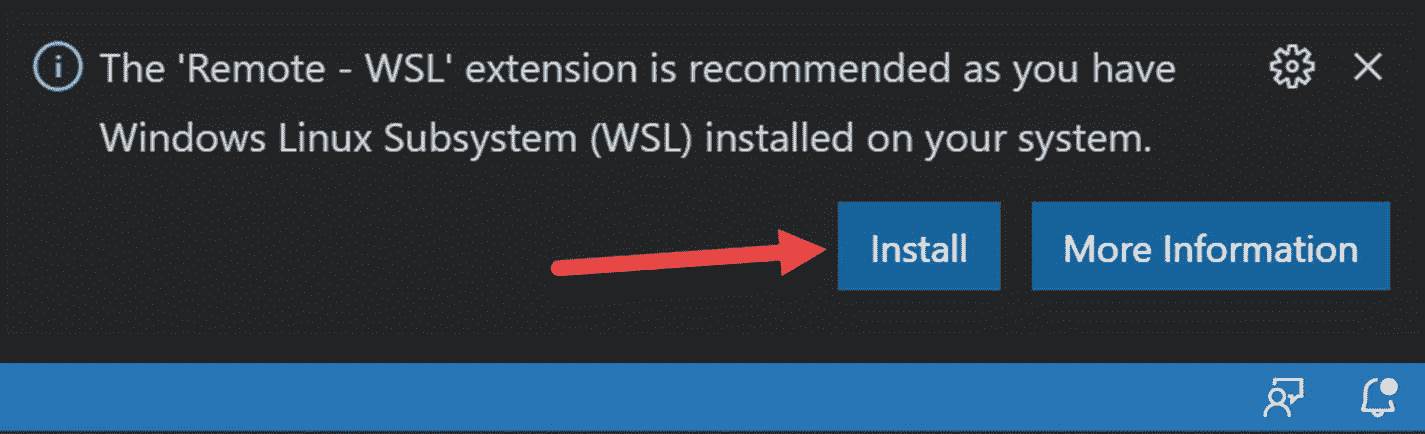 The 'Remote - WSL' extension is recommended as you have
Windows Linux Subsystem (WSL) installed on your system.
Install
More Information